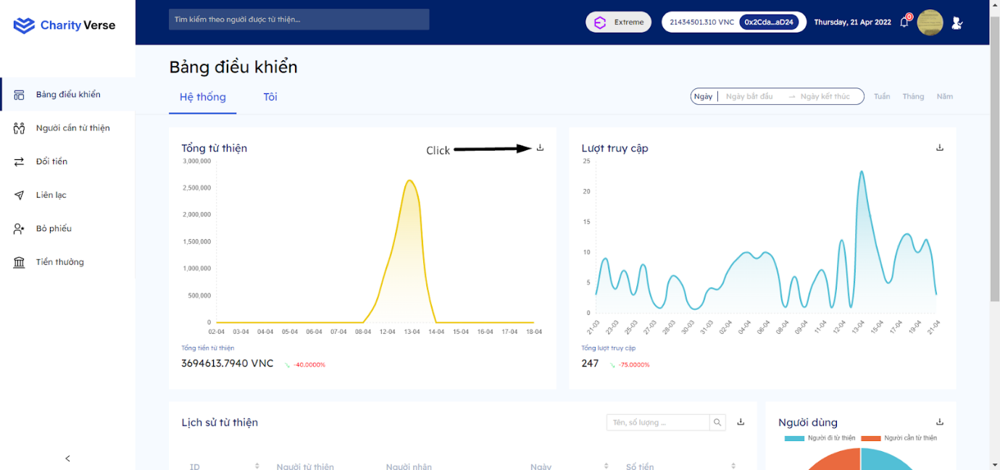 Charity Verse
Tìm kiếm theo người được từ thiện...
Extreme
21434501.310 VNC
0x2Cda...aD24
Thursday, 21 Apr 2022
0
Bảng điều khiển
Người cần từ thiện
Đổi tiền
Liên lạc
Bỏ phiếu
Tiền thưởng
Bảng điều khiển
Hệ thống
Tôi
Ngày
Ngày bắt đầu
Ngày kết thúc
Tuần
Tháng
Năm
Tổng từ thiện
Click
3,000,000
2,500,000
2,000,000
1,500,000
1,000,000
500,000
0
02-04 03-04 04-04 05-04 06-04 07-04 08-04 12-04 13-04 14-04 15-04 16-04 17-04 18-04
Tổng tiền từ thiện
3694613.7940 VNC
-40.0000%
Lượt truy cập
25
20
15
10
5
0
21-03 23-03 25-03 27-03 28-03 30-03 31-03 02-04 04-04 06-04 08-04 09-04 11-04 12-04 13-04 15-04 17-04 19-04 21-04
Tổng lượt truy cập
247
-75.0000%
Lịch sử từ thiện
Tên, số lượng ...
ID
Người từ thiện
Người nhận
Ngày
Số tiền
Người dùng
Người đi từ thiện
Người cần từ thiện